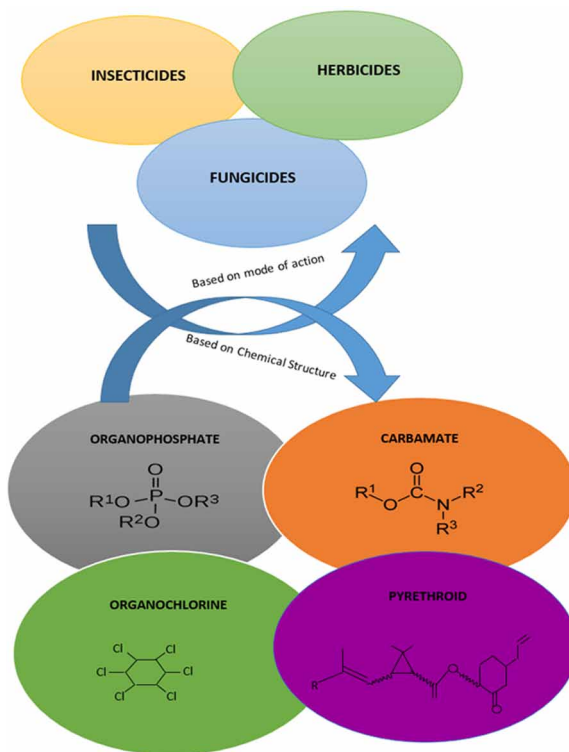 INSECTICIDES
HERBICIDES
FUNGICIDES
Based on mode of action
Based on Chemical Structure
ORGANOPHOSPHATE
O
R¹O P OR³
R²O
CARBAMATE
O
R¹ O C N R²
R³
ORGANOCHLORINE
Cl Cl
Cl Cl
Cl Cl
PYRETHROID
R O O